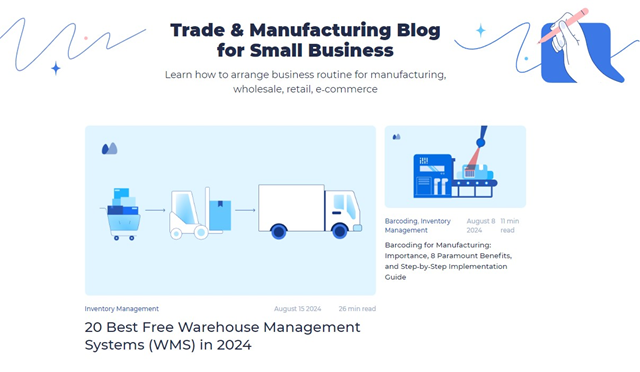 Trade & Manufacturing Blog
for Small Business
Learn how to arrange business routine for manufacturing,
wholesale, retail, e-commerce
Inventory Management
August 15 2024
26 min read
20 Best Free Warehouse Management
Systems (WMS) in 2024
Barcoding, Inventory
Management
August 8
2024
11 min
read
Barcoding for Manufacturing:
Importance, 8 Paramount Benefits,
and Step-by-Step Implementation
Guide